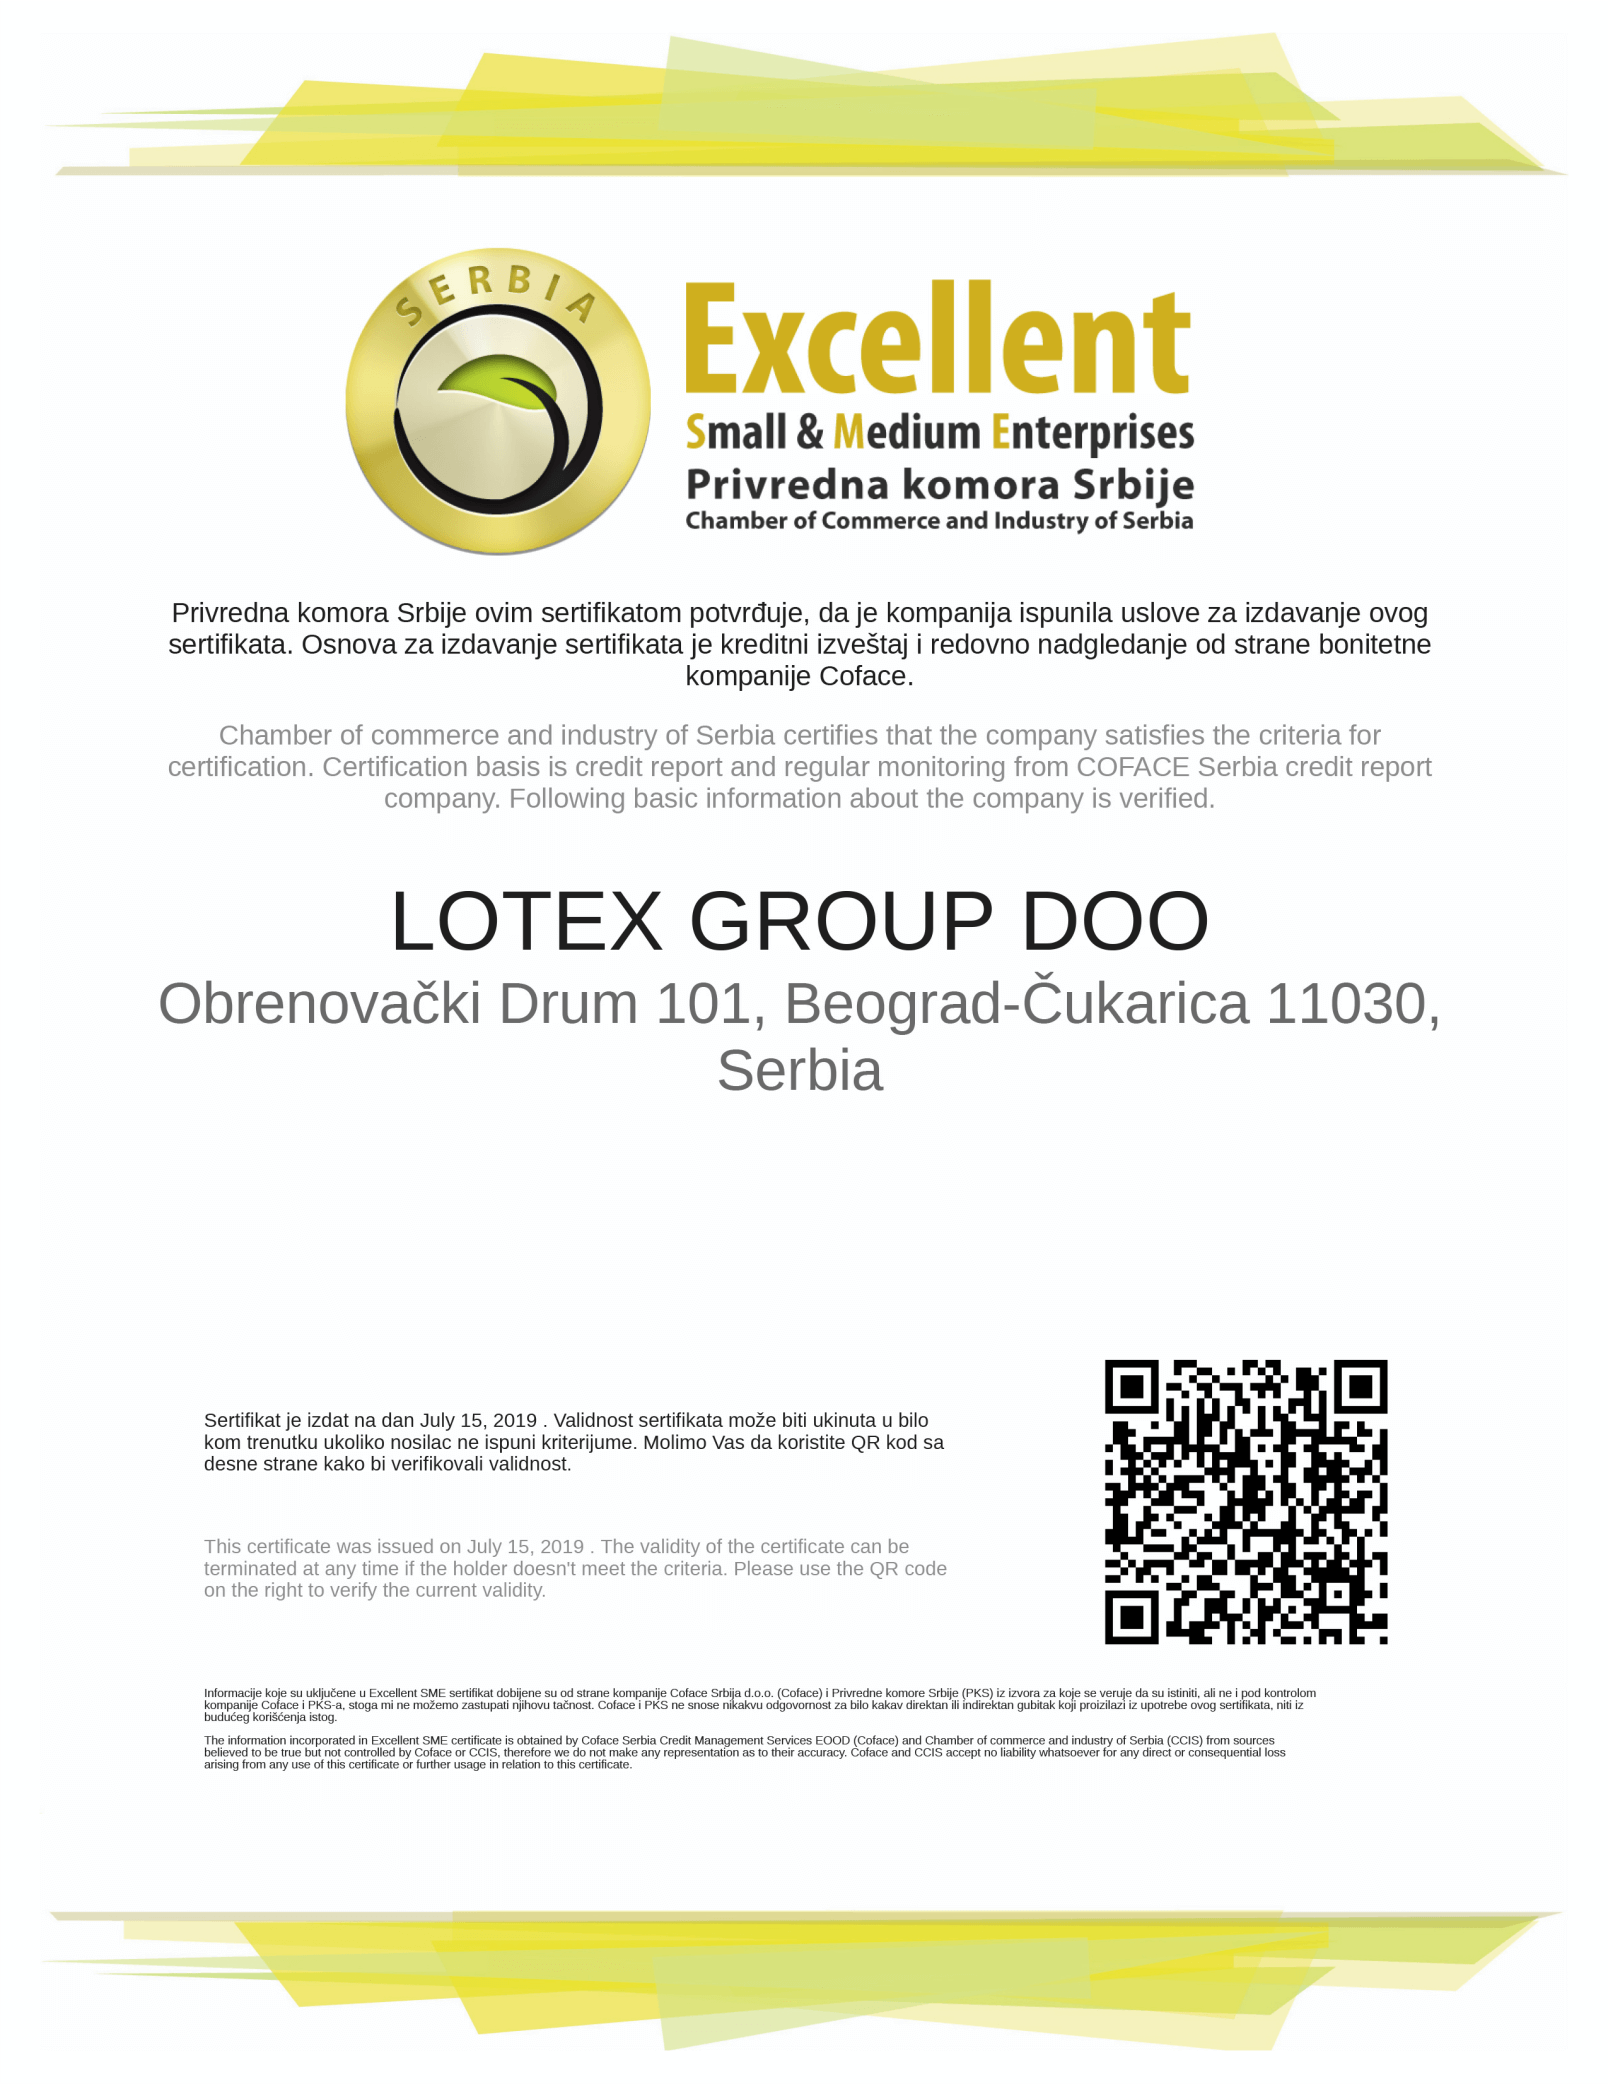 SERBIA
Excellent
Small & Medium Enterprises
Privredna komora Srbije
Chamber of Commerce and Industry of Serbia
Privredna komora Srbije ovim sertifikatom potvrđuje, da je kompanija ispunila uslove za izdavanje ovog
sertifikata. Osnova za izdavanje sertifikata je kreditni izveštaj i redovno nadgledanje od strane bonitetne
kompanije Coface.
Chamber of commerce and industry of Serbia certifies that the company satisfies the criteria for
certification. Certification basis is credit report and regular monitoring from COFACE Serbia credit report
company. Following basic information about the company is verified.
LOTEX GROUP DOO
Obrenovački Drum 101, Beograd-Čukarica 11030,
Serbia
Sertifikat je izdat na dan July 15, 2019 . Validnost sertifikata može biti ukinuta u bilo
kom trenutku ukoliko nosilac ne ispuni kriterijume. Molimo Vas da koristite QR kod sa
desne strane kako bi verifikovali validnost.
This certificate was issued on July 15, 2019 . The validity of the certificate can be
terminated at any time if the holder doesn't meet the criteria. Please use the QR code
on the right to verify the current validity.
Informacije koje su uključene u Excellent SME sertifikat dobijene su od strane kompanije Coface Srbija d.o.o. (Coface) i Privredne komore Srbije (PKS) iz izvora za koje se veruje da su istiniti, ali ne i pod kontrolom
kompanije Coface i PKS-a, stoga mi ne možemo zastupati njihovu tačnost. Coface i PKS ne snose nikakvu odgovornost za bilo kakav direktan ili indirektan gubitak koji proizilazi iz upotrebe ovog sertifikata, niti iz
budućeg korišćenja istog.
The information incorporated in Excellent SME certificate is obtained by Coface Serbia Credit Management Services EOOD (Coface) and Chamber of commerce and industry of Serbia (CCIS) from sources
believed to be true but not controlled by Coface or CCIS, therefore we do not make any representation as to their accuracy. Coface and CCIS accept no liability whatsoever for any direct or consequential loss
arising from any use of this certificate or further usage in relation to this certificate.